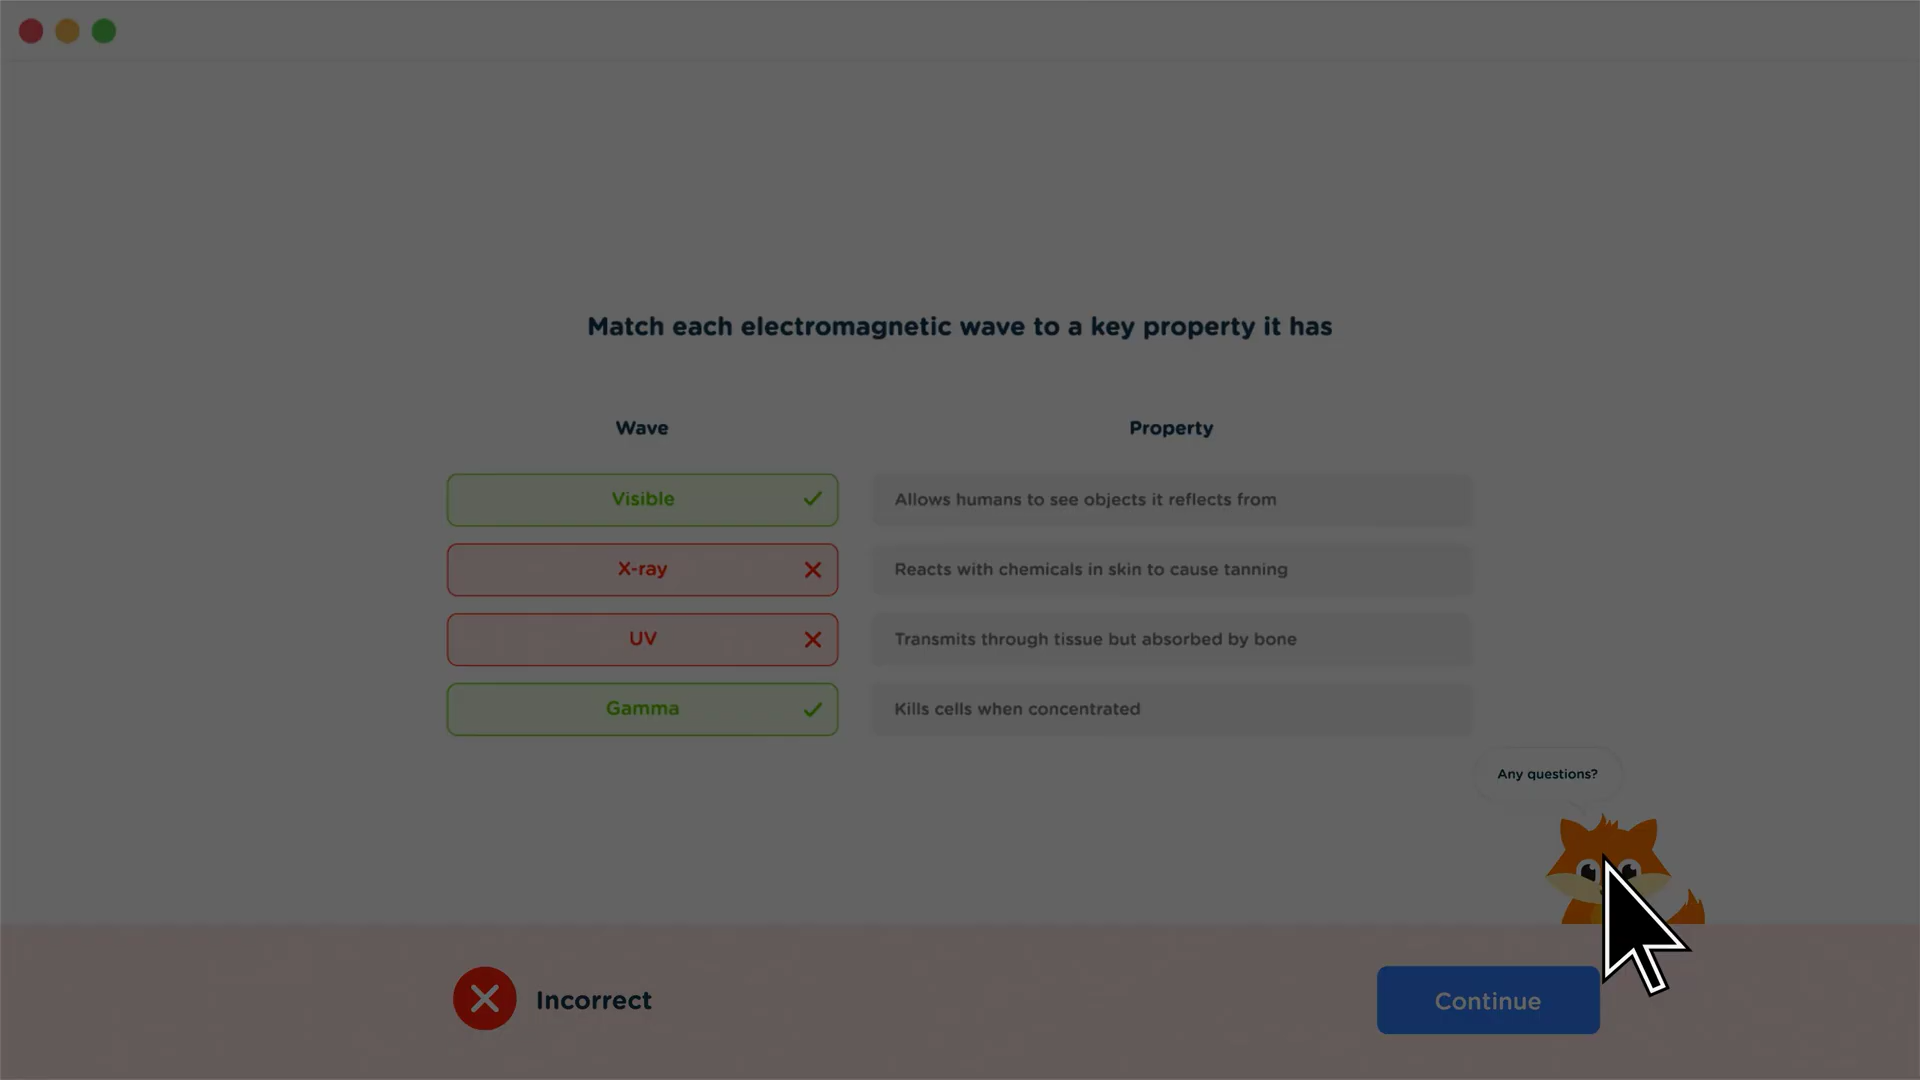 Match each electromagnetic wave to a key property it has
Wave
Property
Visible
Allows humans to see objects it reflects from
X-ray
Reacts with chemicals in skin to cause tanning
UV
Transmits through tissue but absorbed by bone
Gamma
Kills cells when concentrated
Any questions?
Incorrect
Continue